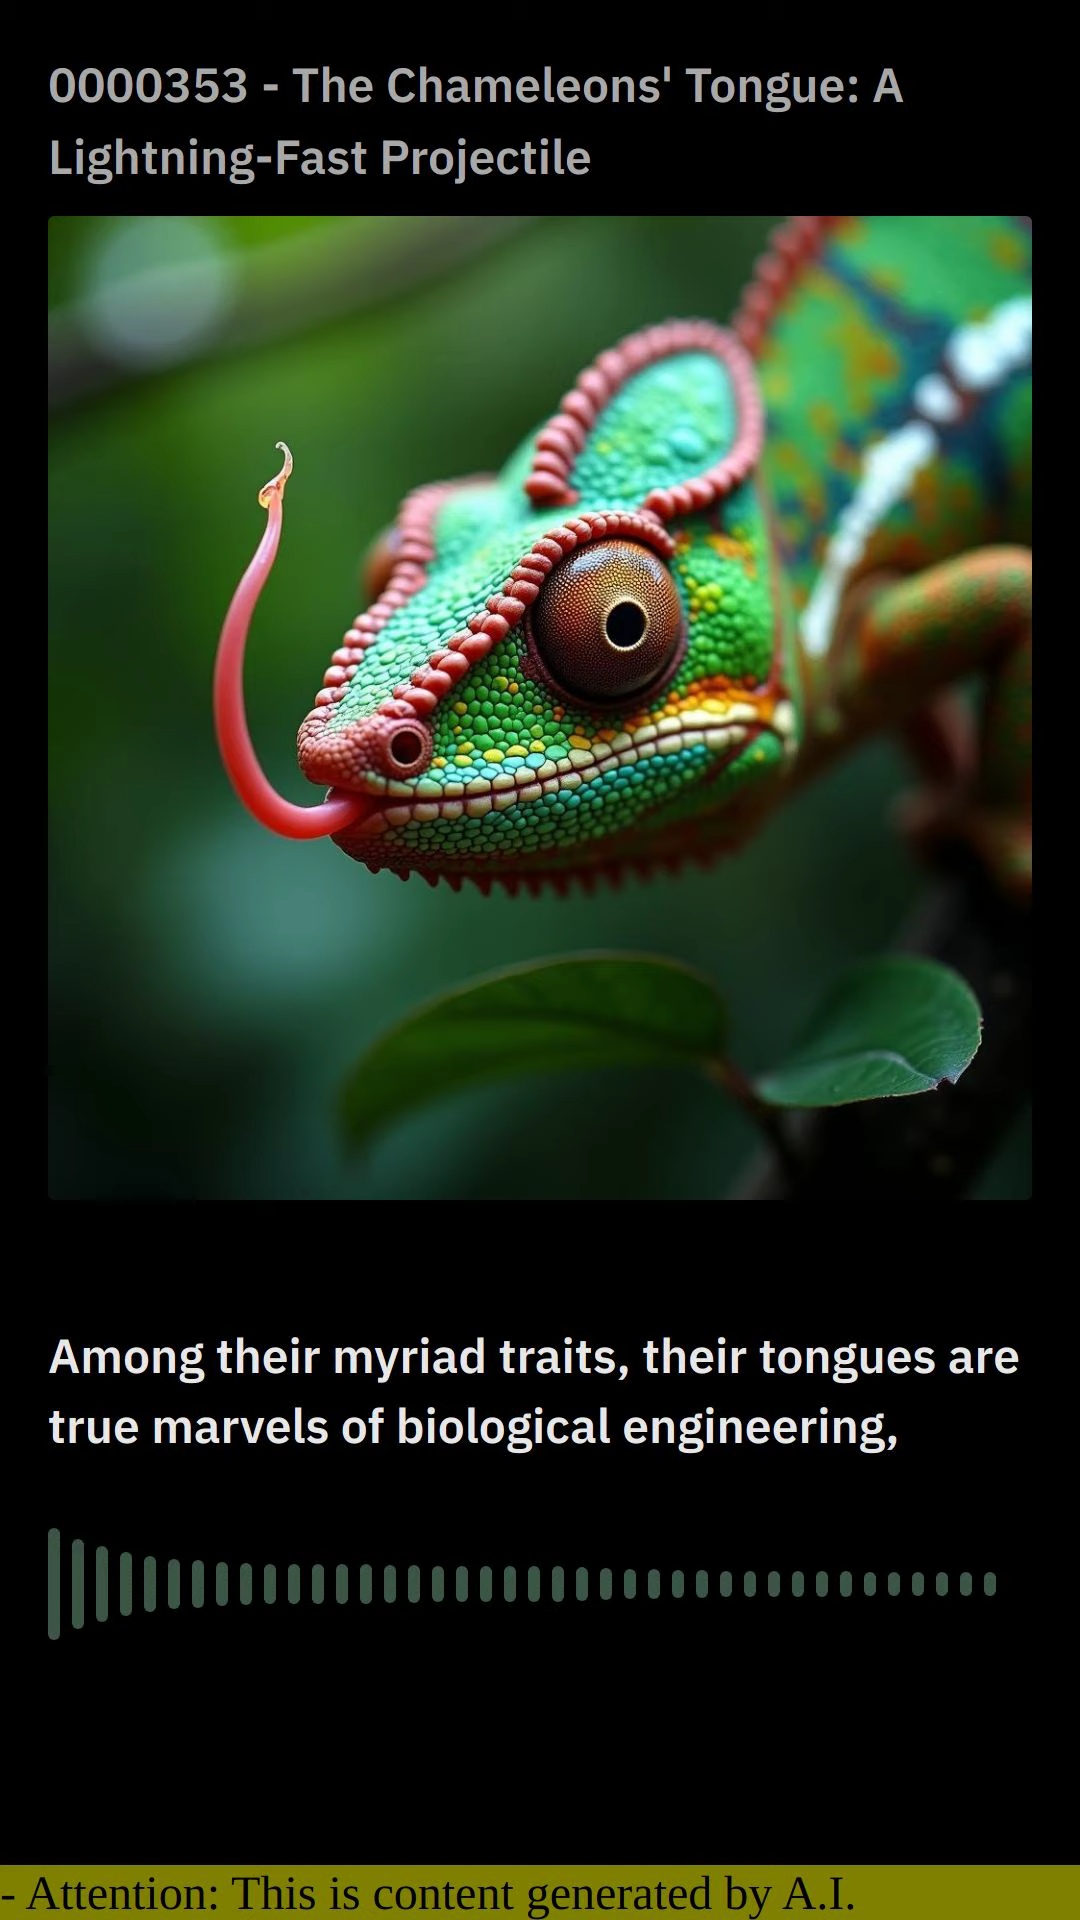 0000353 - The Chameleons' Tongue: A
Lightning-Fast Projectile
Among their myriad traits, their tongues are
true marvels of biological engineering,
- Attention: This is content generated by A.I.